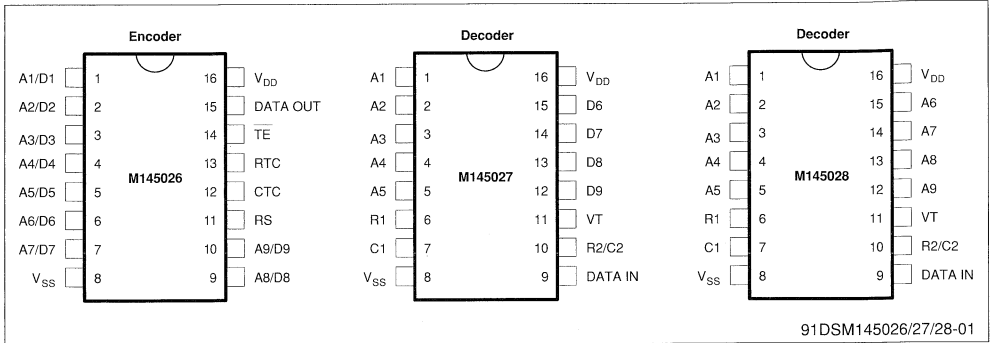 Encoder Decoder Decoder
A1/D1 1 16 VDD A1 1 16 VDD A1 1 16 VDD
A2/D2 2 15 DATA OUT A2 2 15 D6 A2 2 15 A6
A3/D3 3 14 TE A3 3 14 D7 A3 3 14 A7
A4/D4 4 13 RTC A4 4 13 D8 A4 4 13 A8
M145026 M145027 M145028
A5/D5 5 12 CTC A5 5 12 D9 A5 5 12 A9
A6/D6 6 11 RS R1 6 11 VT R1 6 11 VT
A7/D7 7 10 A9/D9 C1 7 10 R2/C2 C1 7 10 R2/C2
VSS 8 9 A8/D8 VSS 8 9 DATA IN VSS 8 9 DATA IN
91DSM145026/27/28-01